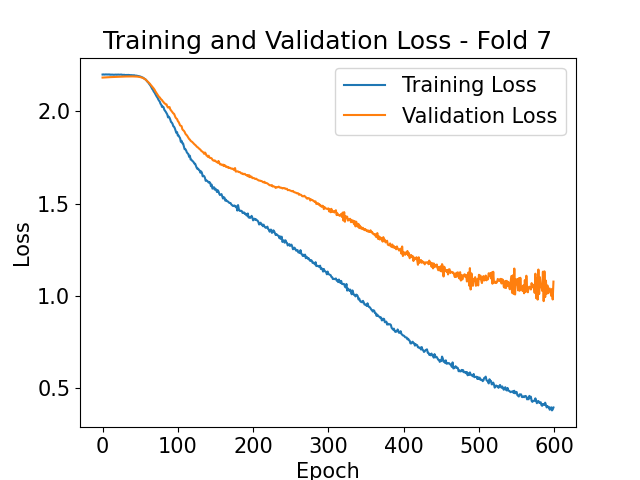 Training and Validation Loss - Fold 7
Training Loss
Validation Loss
2.0
1.5
1.0
0.5
Loss
0 100 200 300 400 500 600
Epoch